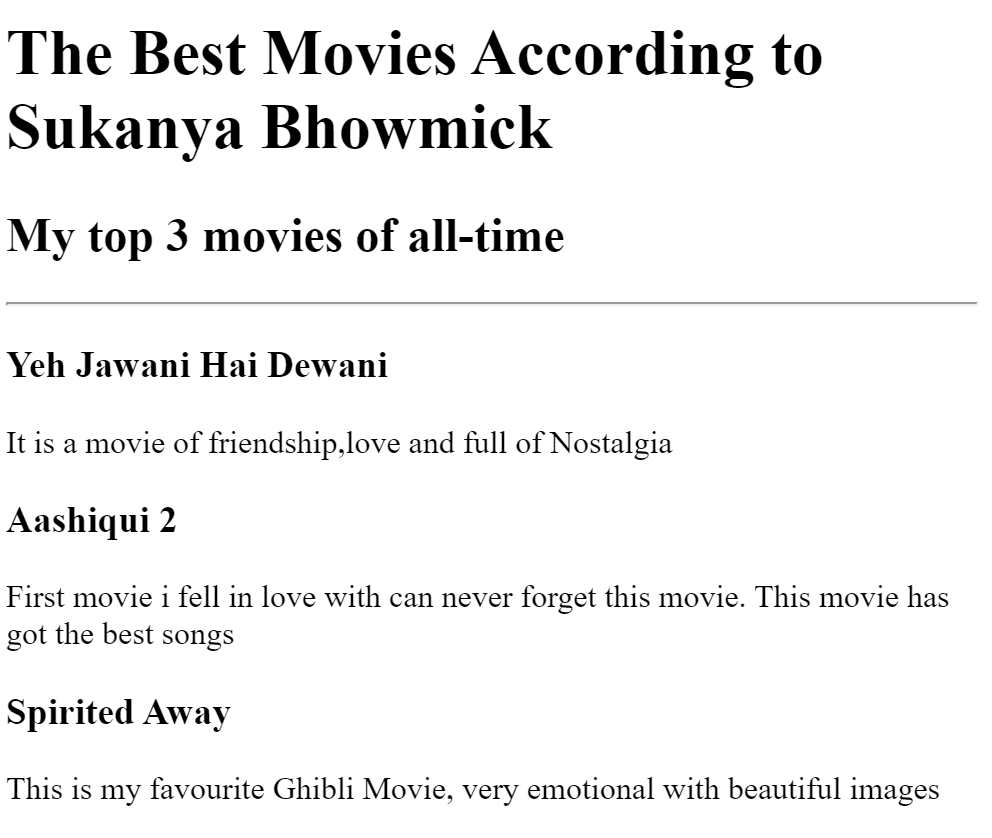 The Best Movies According to
Sukanya Bhowmick
My top 3 movies of all-time
Yeh Jawani Hai Dewani
It is a movie of friendship,love and full of Nostalgia
Aashiqui 2
First movie i fell in love with can never forget this movie. This movie has
got the best songs
Spirited Away
This is my favourite Ghibli Movie, very emotional with beautiful images